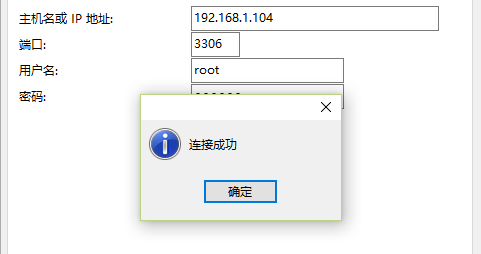 主机名或 IP 地址:
192.168.1.104
端口:
3306
用户名:
root
密码:
连接成功
确定